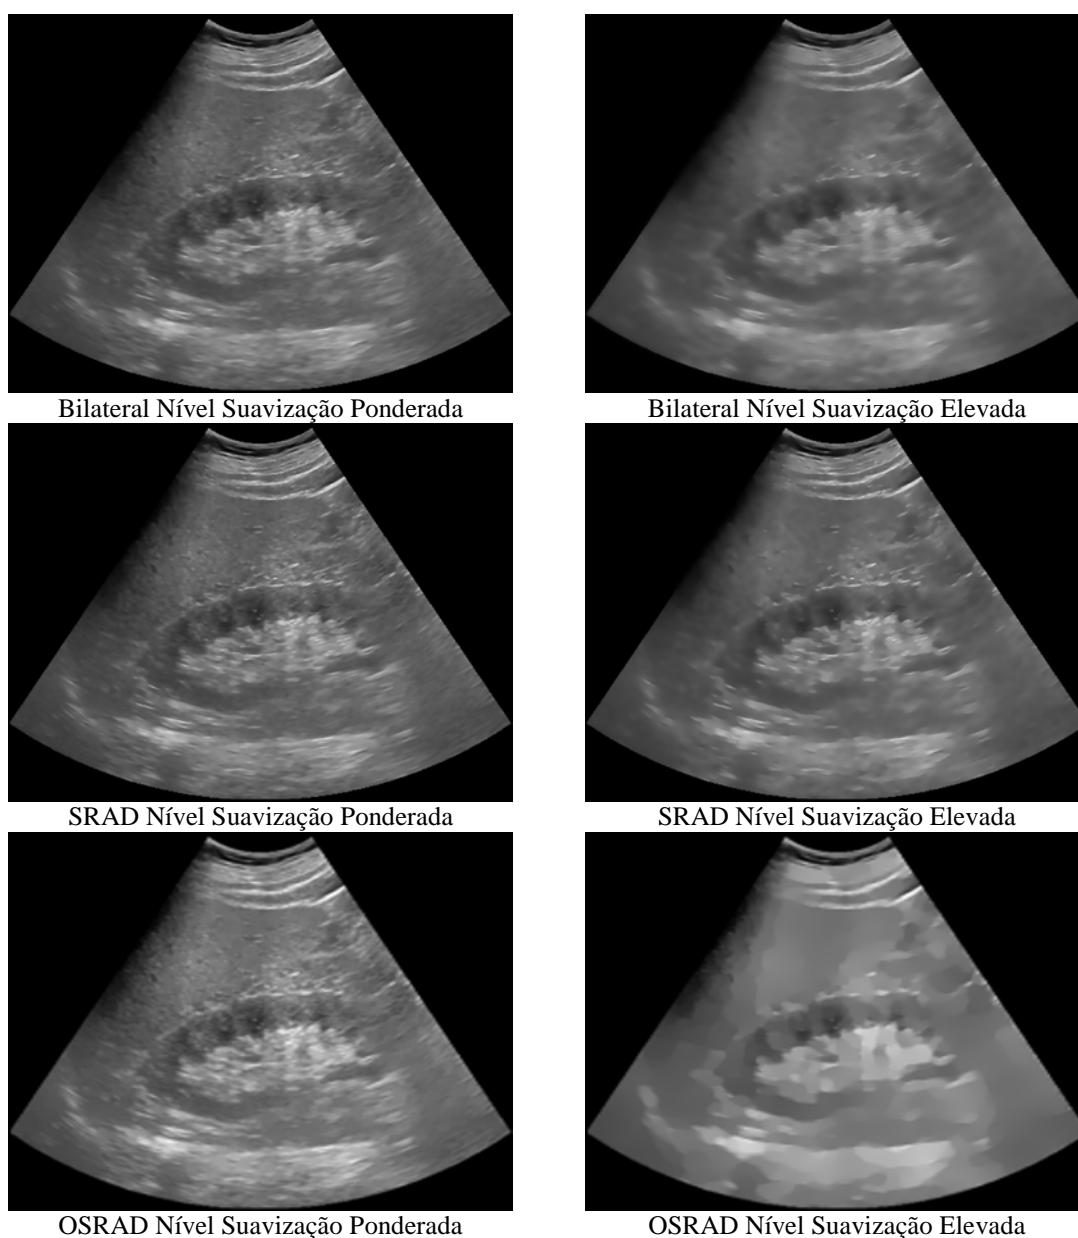 Bilateral Nível Suavização Ponderada
Bilateral Nível Suavização Elevada
SRAD Nível Suavização Ponderada
SRAD Nível Suavização Elevada
OSRAD Nível Suavização Ponderada
OSRAD Nível Suavização Elevada